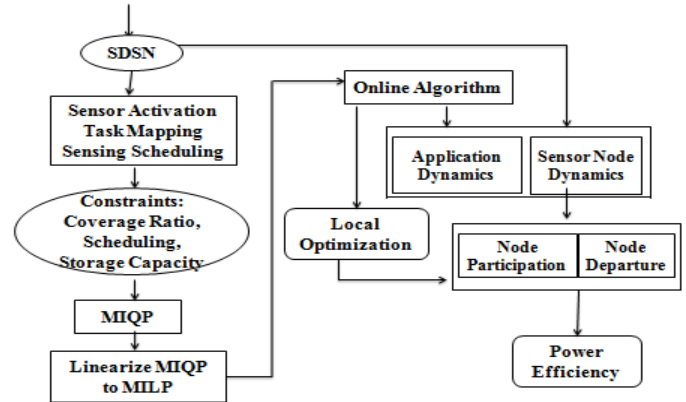 SDSN
Sensor Activation
Task Mapping
Sensing Scheduling
Constraints:
Coverage Ratio,
Scheduling,
Storage Capacity
MIQP
Linearize MIQP
to MILP
Online Algorithm
Application
Dynamics
Sensor Node
Dynamics
Local
Optimization
Node
Participation
Node
Departure
Power
Efficiency